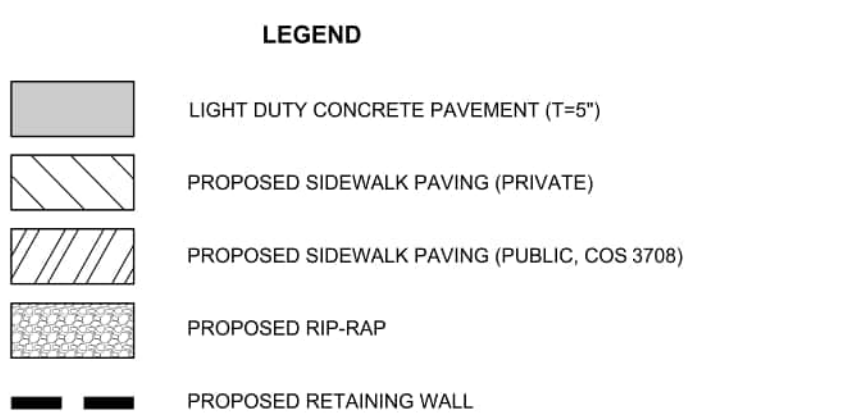 LEGEND
LIGHT DUTY CONCRETE PAVEMENT (T=5")
PROPOSED SIDEWALK PAVING (PRIVATE)
PROPOSED SIDEWALK PAVING (PUBLIC, COS 3708)
PROPOSED RIP-RAP
PROPOSED RETAINING WALL